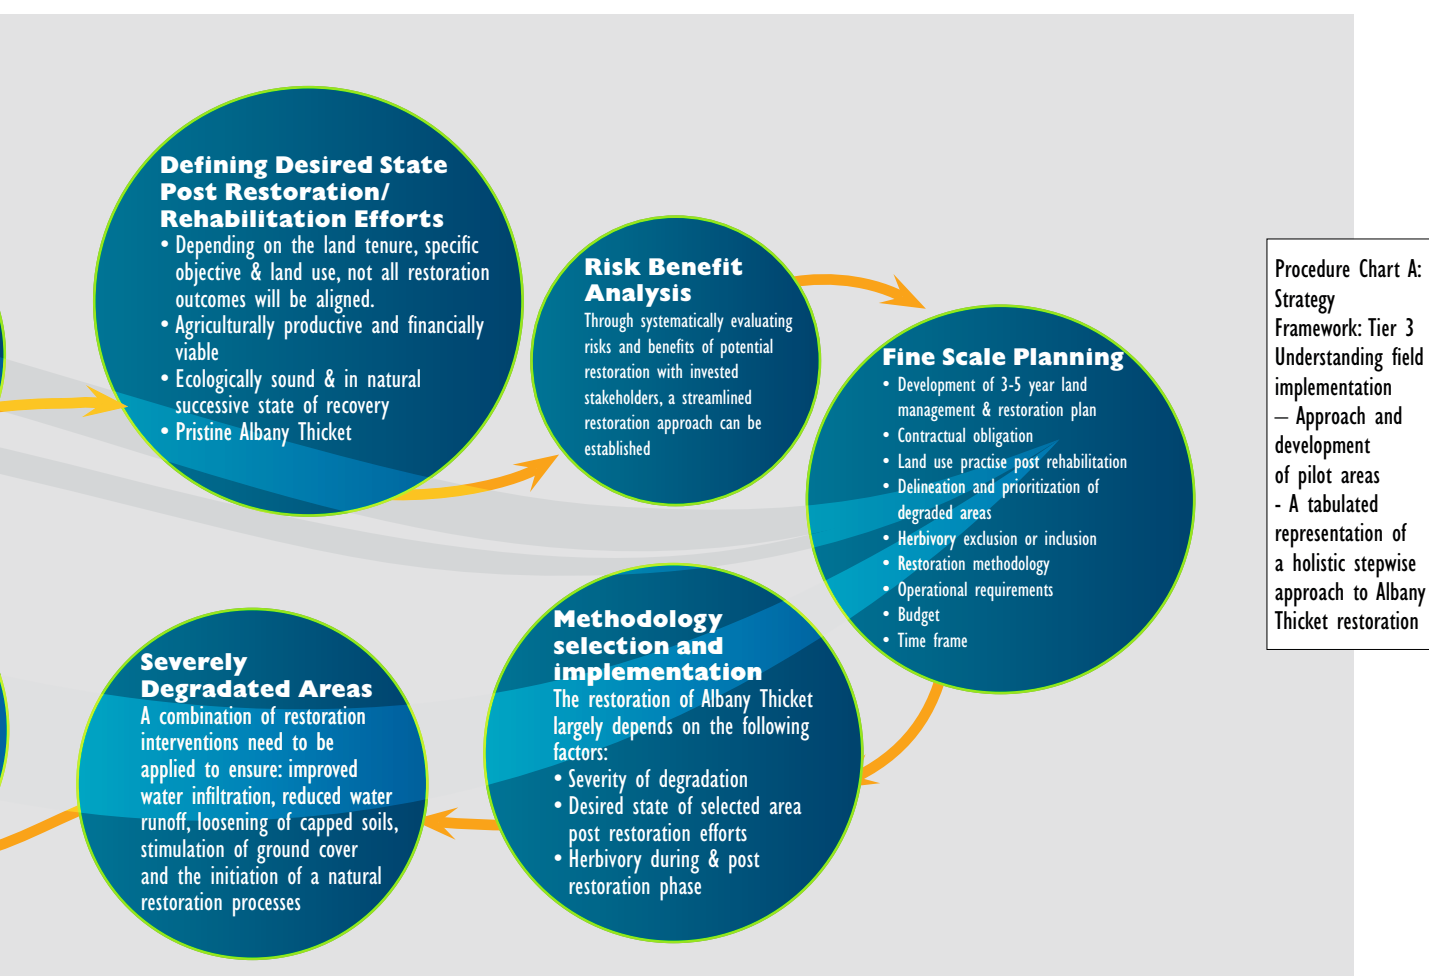 Defining Desired State
Post Restoration/
Rehabilitation Efforts
• Depending on the land tenure, specific
objective & land use, not all restoration
outcomes will be aligned.
• Agriculturally productive and financially
viable
• Ecologically sound & in natural
successive state of recovery
• Pristine Albany Thicket
Risk Benefit
Analysis
Through systematically evaluating
risks and benefits of potential
restoration with invested
stakeholders, a streamlined
restoration approach can be
established
Fine Scale Planning
• Development of 3-5 year land
management & restoration plan
• Contractual obligation
• Land use practise post rehabilitation
• Delineation and prioritization of
degraded areas
• Herbivory exclusion or inclusion
• Restoration methodology
• Operational requirements
• Budget
• Time frame
Methodology
selection and
implementation
The restoration of Albany Thicket
largely depends on the following
factors:
• Severity of degradation
• Desired state of selected area
post restoration efforts
• Herbivory during & post
restoration phase
Severely
Degradated Areas
A combination of restoration
interventions need to be
applied to ensure: improved
water infiltration, reduced water
runoff, loosening of capped soils,
stimulation of ground cover
and the initiation of a natural
restoration processes
Procedure Chart A:
Strategy
Framework: Tier 3
Understanding field
implementation
– Approach and
development
of pilot areas
- A tabulated
representation of
a holistic stepwise
approach to Albany
Thicket restoration